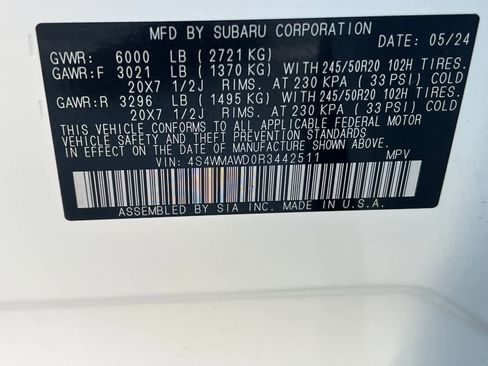 MFD BY SUBARU CORPORATION
DATE: 05/24
GVWR: 6000 LB (2721 KG)
GAWR:F 3021 LB (1370 KG) WITH 245/50R20 102H TIRES.
20X7 1/2J RIMS,AT 230 KPA (33 PSI) COLD
GAWR:R 3296 LB (1495 KG) WITH 245/50R20 102H TIRES.
20X7 1/2J RIMS,AT 230 KPA (33 PSI) COLD
THIS VEHICLE CONFORMS TO ALL APPLICABLE FEDERAL MOTOR
VEHICLE SAFETY AND THEFT PREVENTION STANDARDS
IN EFFECT ON THE DATE OF MANUFACTURE SHOWN ABOVE.
VIN: 4S4WMAWD0R3442511 MPV
ASSEMBLED BY SIA INC. MADE IN U.S.A.